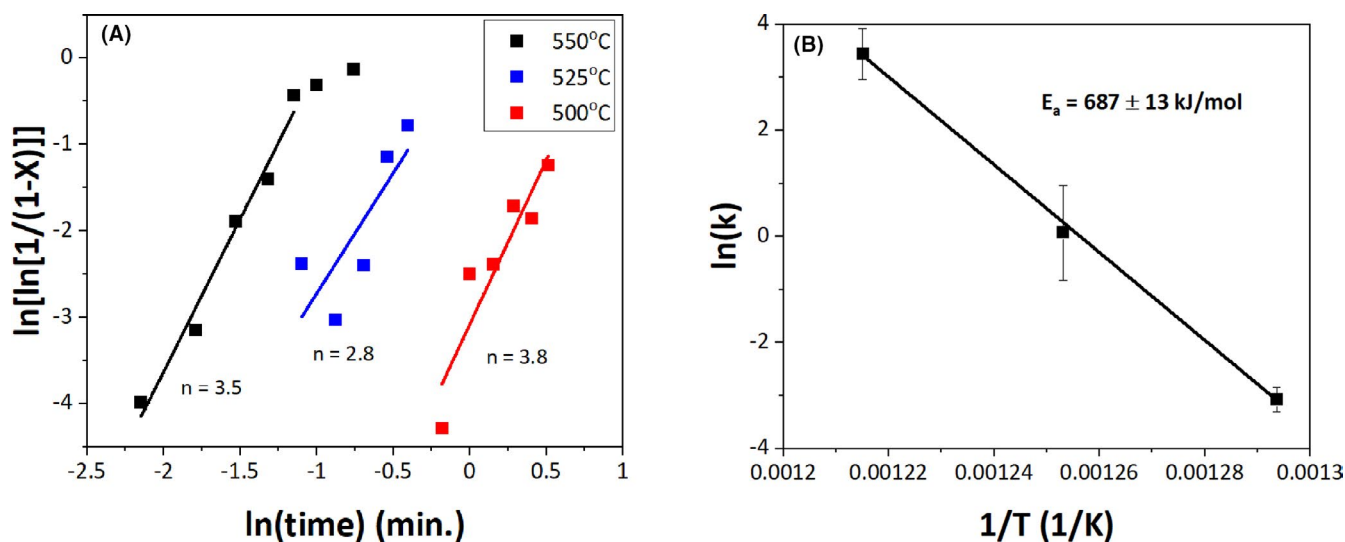 (A)
550°C
525°C
500°C
0
-1
-2
-3
-4
ln[ln[1/(1-X)]]
n = 3.5
n = 2.8
n = 3.8
-2.5
-2
-1.5
-1
-0.5
0
0.5
1
ln(time) (min.)
(B)
Ea = 687 ± 13 kJ/mol
4
2
0
-2
-4
ln(k)
0.0012
0.00122
0.00124
0.00126
0.00128
0.0013
1/T (1/K)